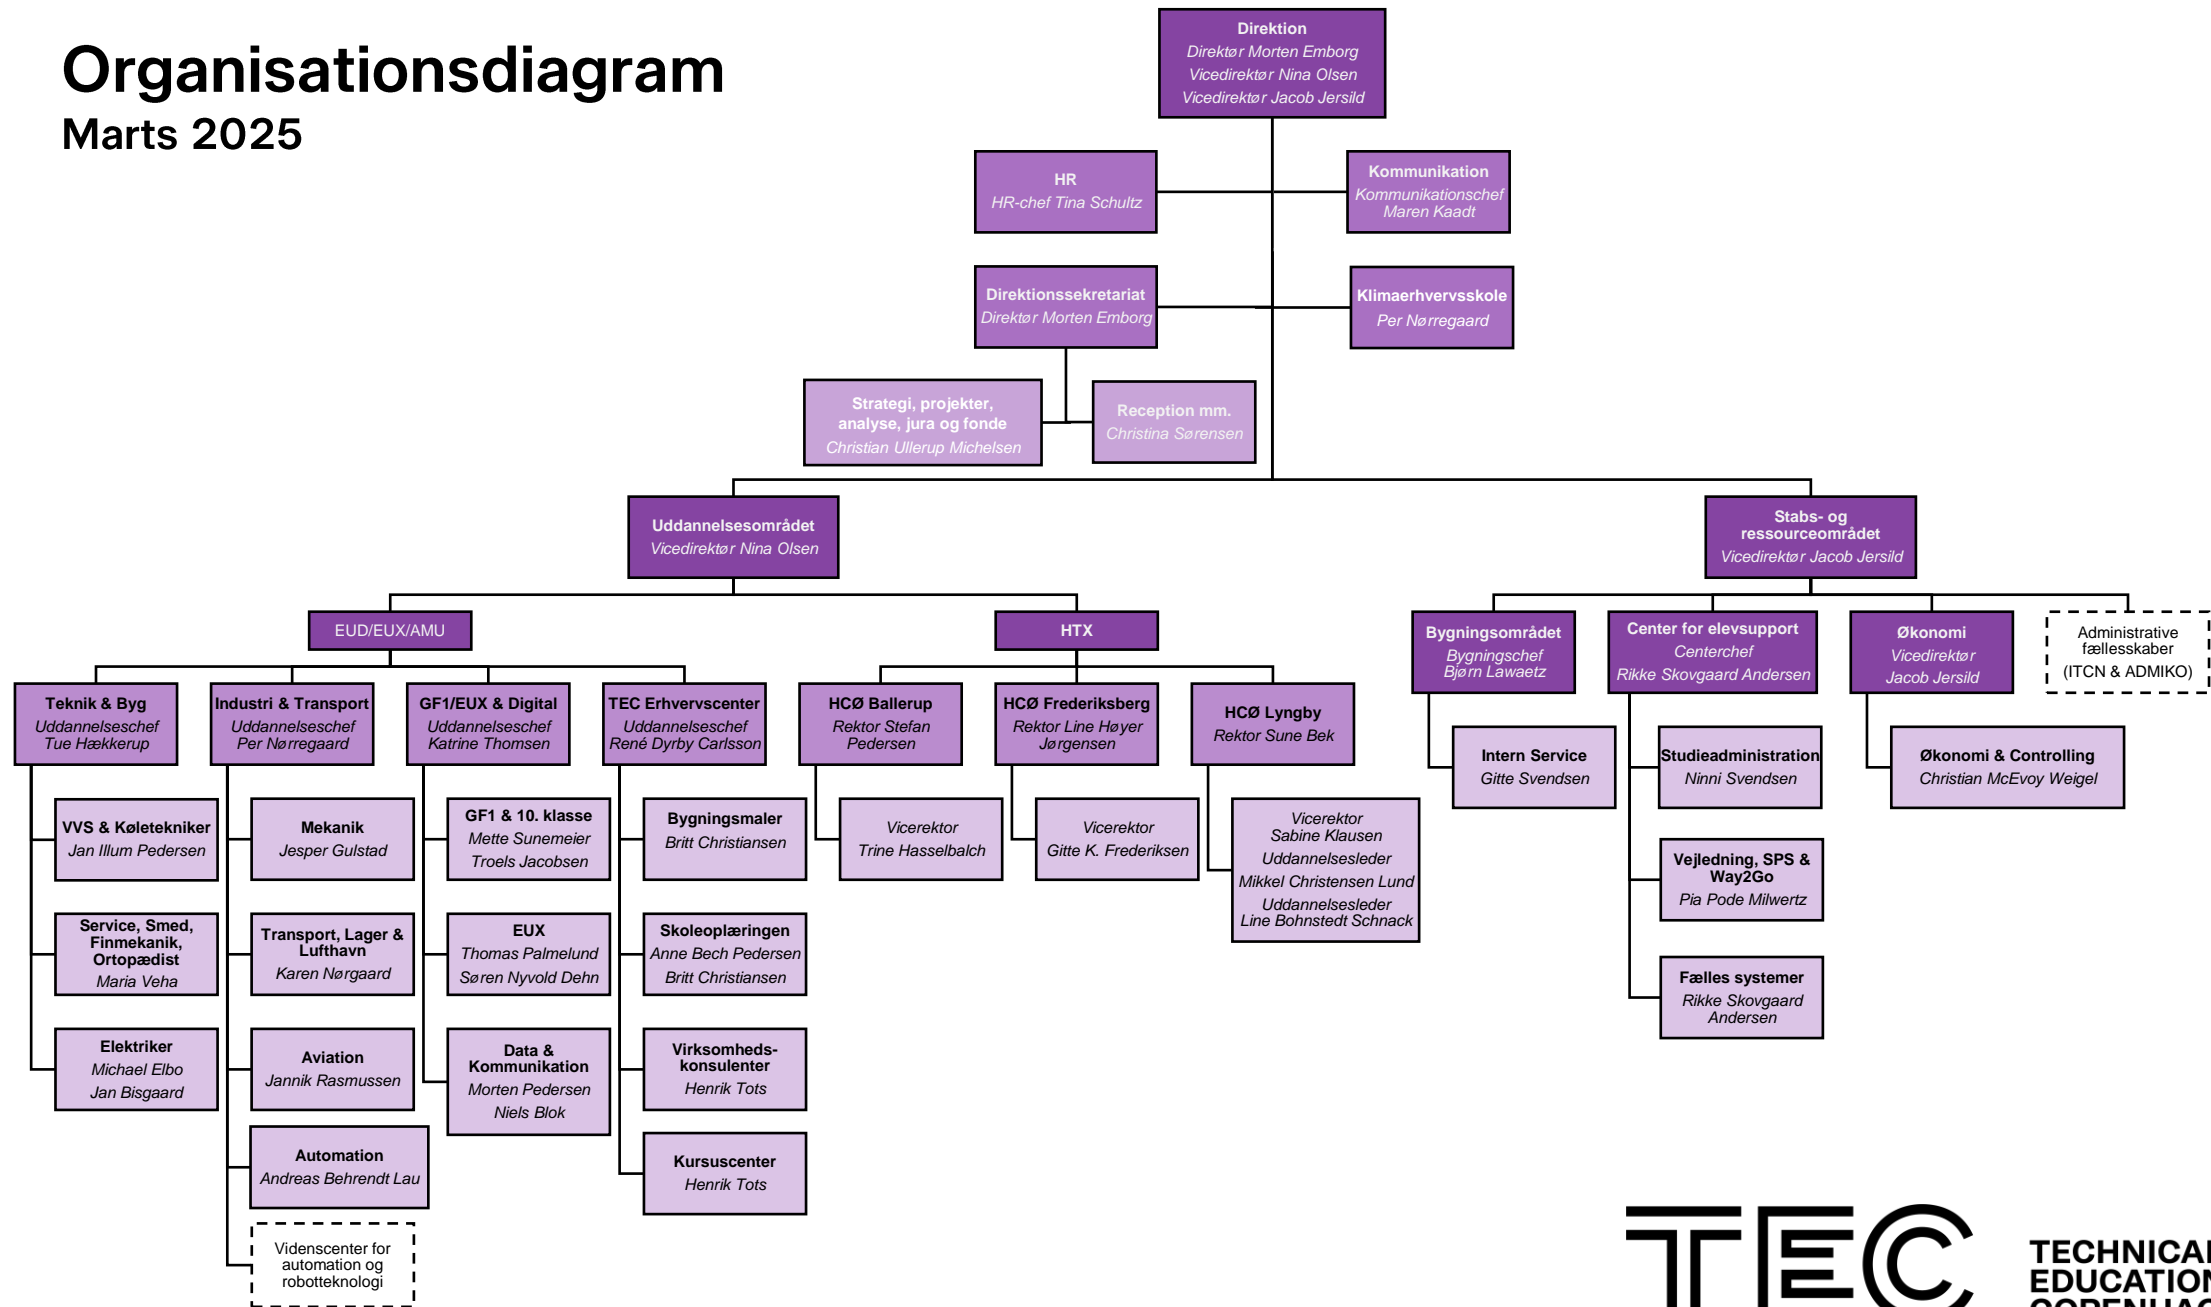 Organisationsdiagram
Marts 2025
Direktion
Direktør Morten Emborg
Vicedirektør Nina Olsen
Vicedirektør Jacob Jersild
HR
HR-chef Tina Schultz
Kommunikation
Kommunikationschef
Maren Kaadt
Direktionssekretariat
Direktør Morten Emborg
Klimaerhvervsskole
Per Nørregaard
Strategi, projekter,
analyse, jura og fonde
Christian Ullerup Michelsen
Reception mm.
Christina Sørensen
Uddannelsesområdet
Vicedirektør Nina Olsen
Stabs- og
ressourceområdet
Vicedirektør Jacob Jersild
EUD/EUX/AMU
HTX
Bygningsområdet
Bygningschef
Bjørn Lawaetz
Center for elevsupport
Centerchef
Rikke Skovgaard Andersen
Økonomi
Vicedirektør
Jacob Jersild
Administrative
fællesskaber
(ITCN & ADMIKO)
Teknik & Byg
Uddannelseschef
Tue Hækkerup
Industri & Transport
Uddannelseschef
Per Nørregaard
GF1/EUX & Digital
Uddannelseschef
Katrine Thomsen
TEC Erhvervscenter
Uddannelseschef
René Dyrby Carlsson
HCØ Ballerup
Rektor Stefan
Pedersen
HCØ Frederiksberg
Rektor Line Høyer
Jørgensen
HCØ Lyngby
Rektor Sune Bek
Intern Service
Gitte Svendsen
Studieadministration
Ninni Svendsen
Økonomi & Controlling
Christian McEvoy Weigel
VVS & Køletekniker
Jan Illum Pedersen
Mekanik
Jesper Gulstad
GF1 & 10. klasse
Mette Sunemeier
Troels Jacobsen
Bygningsmaler
Britt Christiansen
Vicerektor
Trine Hasselbalch
Vicerektor
Gitte K. Frederiksen
Vicerektor
Sabine Klausen
Uddannelsesleder
Mikkel Christensen Lund
Uddannelsesleder
Line Bohnstedt Schnack
Vejledning, SPS &
Way2Go
Pia Pode Milwertz
Service, Smed,
Finmekanik,
Ortopædist
Maria Veha
Transport, Lager &
Lufthavn
Karen Nørgaard
EUX
Thomas Palmelund
Søren Nyvold Dehn
Skoleoplæringen
Anne Bech Pedersen
Britt Christiansen
Fælles systemer
Rikke Skovgaard
Andersen
Elektriker
Michael Elbo
Jan Bisgaard
Aviation
Jannik Rasmussen
Data &
Kommunikation
Morten Pedersen
Niels Blok
Virksomheds-
konsulenter
Henrik Tots
Automation
Andreas Behrendt Lau
Kursuscenter
Henrik Tots
Videnscenter for
automation og
robotteknologi
TEC
TECHNICAL
EDUCATION